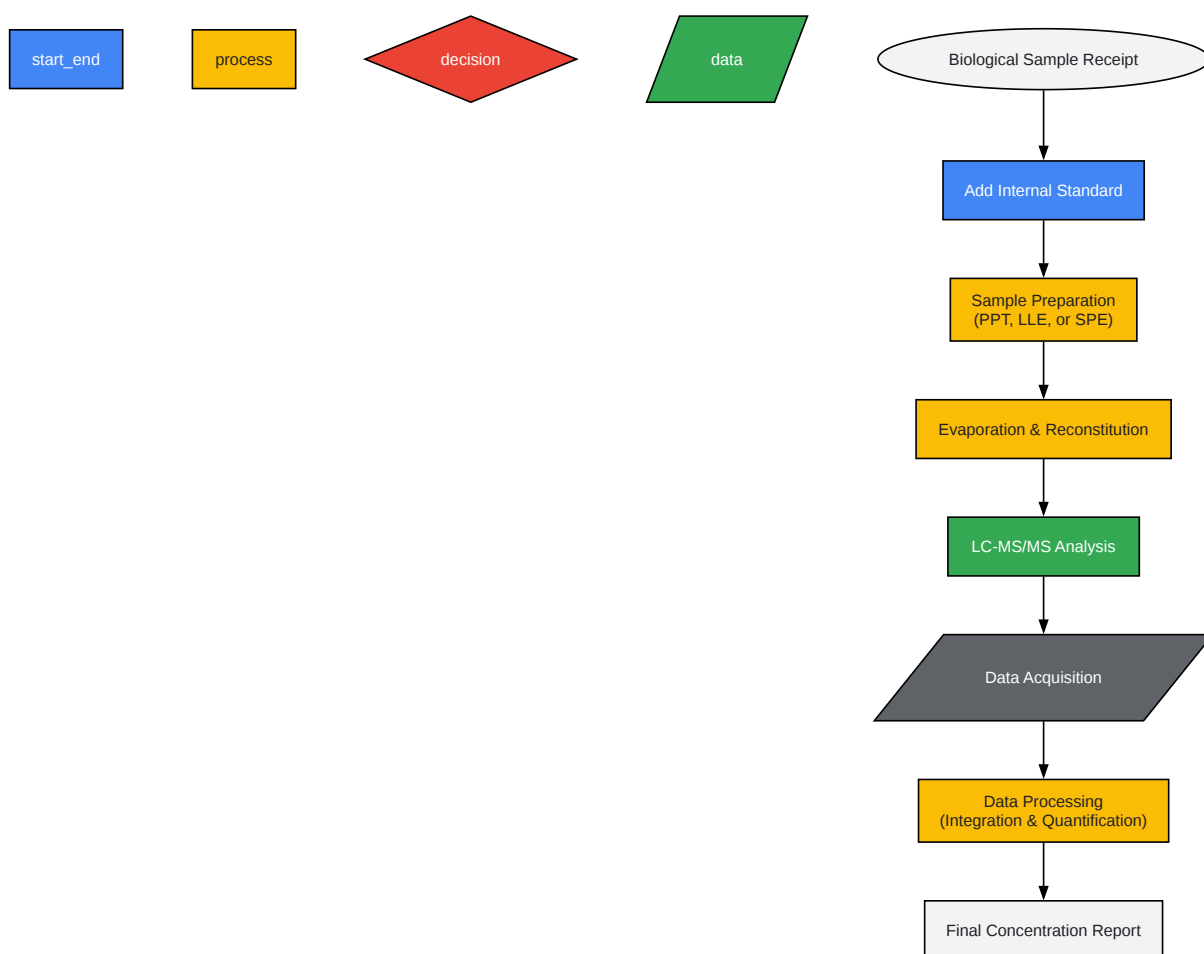 start_end
process
decision
data
Biological Sample Receipt
Add Internal Standard
Sample Preparation
(PPT, LLE, or SPE)
Evaporation & Reconstitution
LC-MS/MS Analysis
Data Acquisition
Data Processing
(Integration & Quantification)
Final Concentration Report